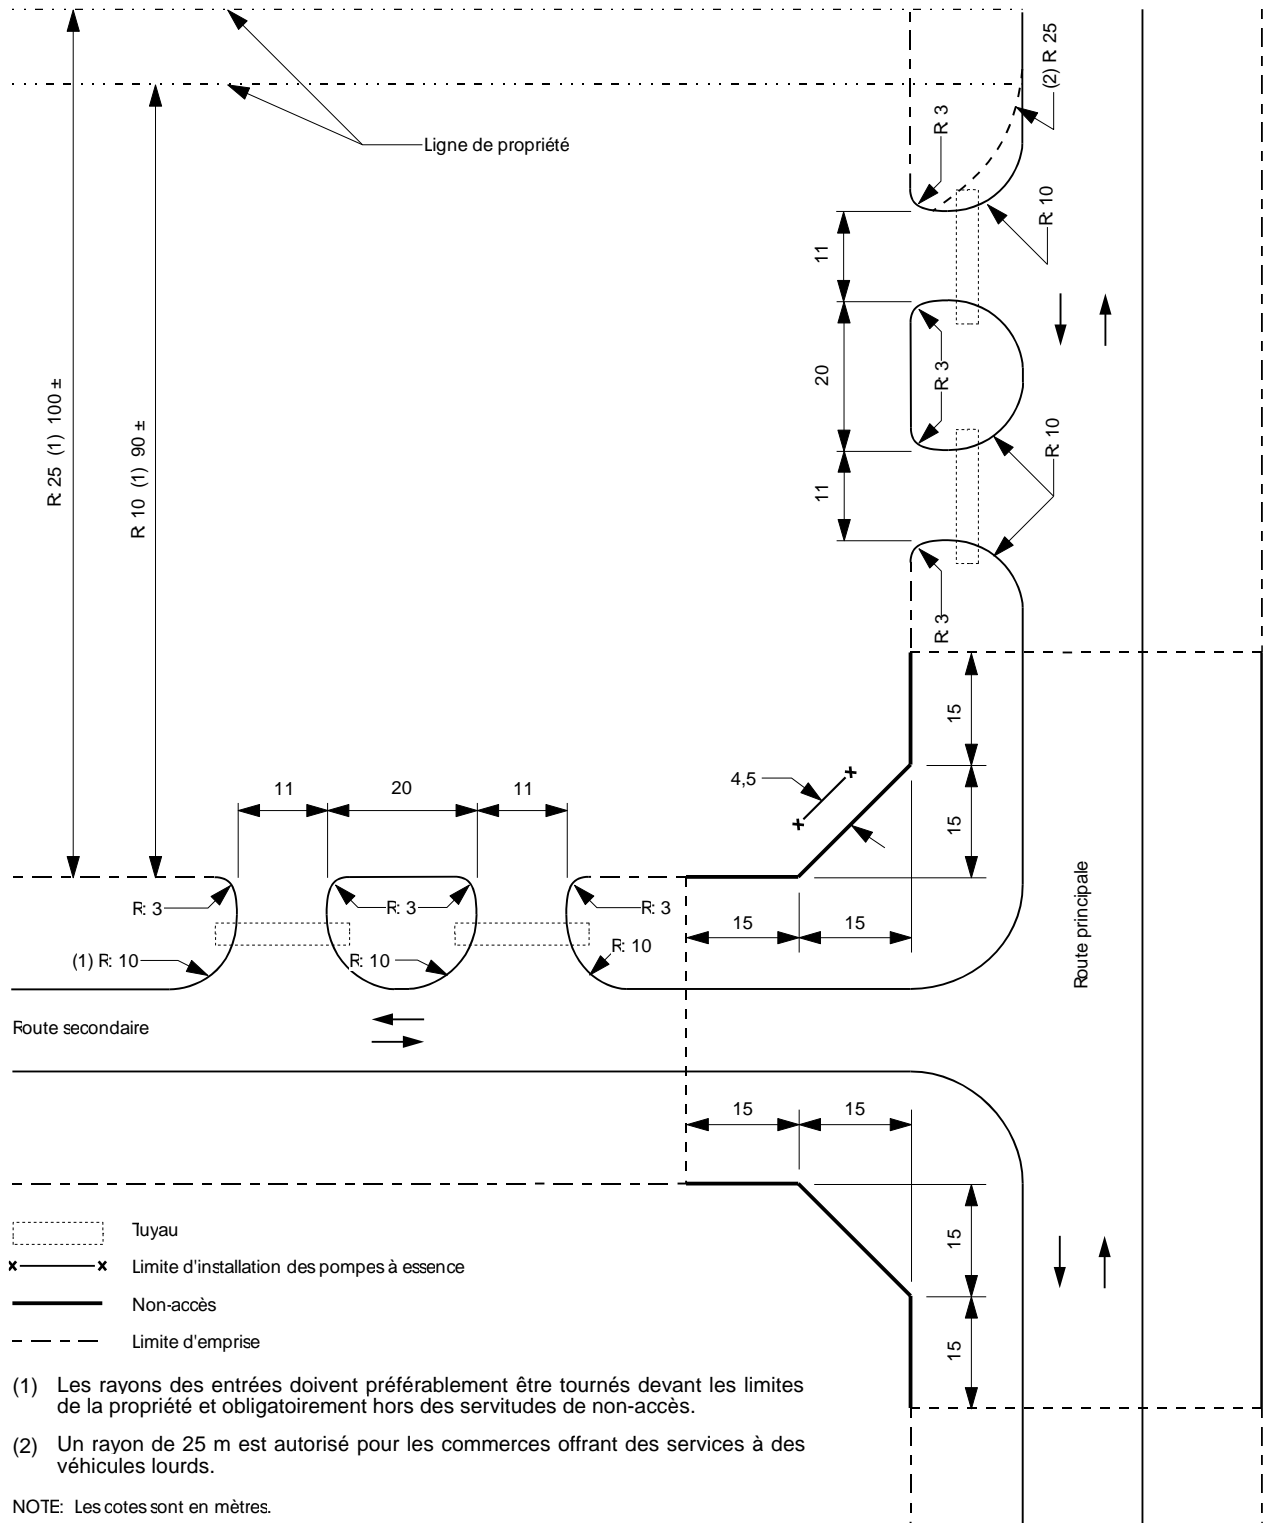 (2) R 25
R: 3
Ligne de propriété
R: 10
11
20
R: 3
R 25 (1) 100 ±
R 10 (1) 90 ±
R: 10
11
R: 3
15
4,5
11
20
11
15
Route principale
R: 3
R: 3
R: 3
15
15
(1) R: 10
R: 10
R: 10
Route secondaire
15
15
Tuyau
15
Limite d'installation des pompes à essence
Non-accès
Limite d'emprise
15
(1) Les rayons des entrées doivent préférablement être tournés devant les limites
de la propriété et obligatoirement hors des servitudes de non-accès.
(2) Un rayon de 25 m est autorisé pour les commerces offrant des services à des
véhicules lourds.
NOTE: Les cotes sont en mètres.